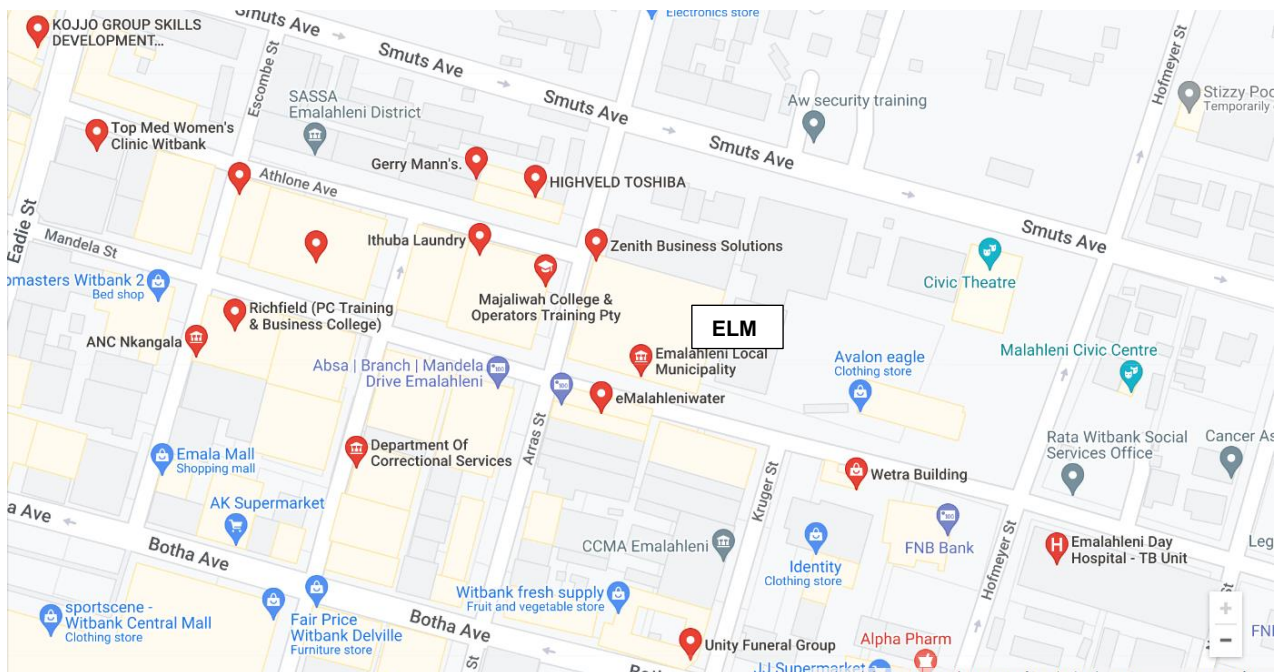 KOJJO GROUP SKILLS
DEVELOPMENT...
Smuts Ave
Electronics store
Smuts Ave
Escombe St
Smuts Ave
Hofmeyer St
SASSA
Emalahleni District
Aw security training
Stizzy Poo
Temporarily
Top Med Women's
Clinic Witbank
Smuts Ave
Gerry Mann's.
HIGHVELD TOSHIBA
Athlone Ave
Eadie St
Mandela St
Ithuba Laundry
Zenith Business Solutions
Smuts Ave
Civic Theatre
omasters Witbank 2
Bed shop
Richfield (PC Training
& Business College)
Majaliwah College &
Operators Training Pty
ELM
ANC Nkangala
Absa | Branch | Mandela
Drive Emalahleni
Emalahleni Local
Municipality
Avalon eagle
Clothing store
Malahleni Civic Centre
eMalahleniwater
Arras St
Department Of
Correctional Services
Emala Mall
Shopping mall
Rata Witbank Social
Services Office
Cancer As
Wetra Building
Kruger St
a Ave
AK Supermarket
Botha Ave
CCMA Emalahleni
FNB Bank
Hofmeyer St
Emalahleni Day
Hospital - TB Unit
Leg
Identity
Clothing store
Witbank fresh supply
Fruit and vegetable store
sportscene -
Witbank Central Mall
Clothing store
Fair Price
Witbank Delville
Furniture store
Botha Ave
Unity Funeral Group
Alpha Pharm
FNI
JJ Supermarket